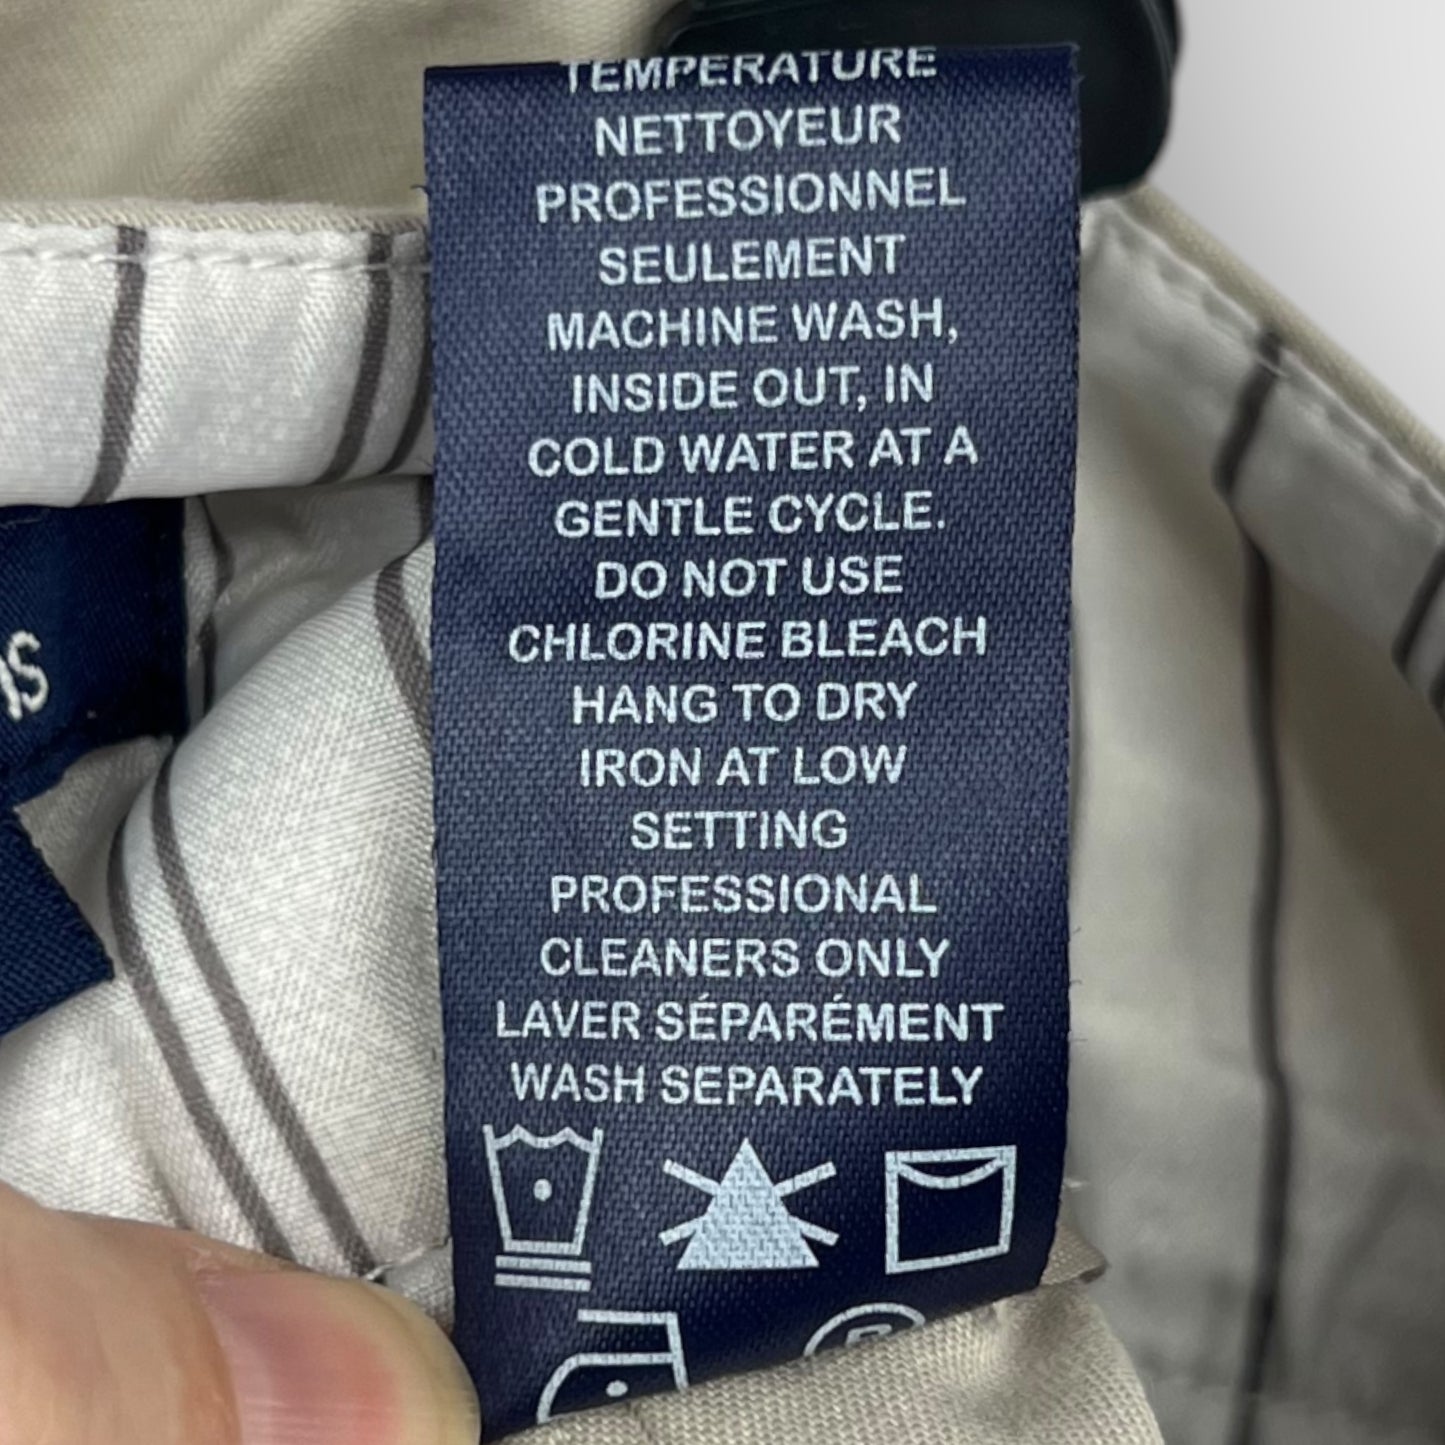 TEMPERATURE
NETTOYEUR
PROFESSIONNEL
SEULEMENT
MACHINE WASH,
INSIDE OUT, IN
COLD WATER AT A
GENTLE CYCLE.
DO NOT USE
CHLORINE BLEACH
HANG TO DRY
IRON AT LOW
SETTING
PROFESSIONAL
CLEANERS ONLY
LAVER SÉPARÉMENT
WASH SEPARATELY